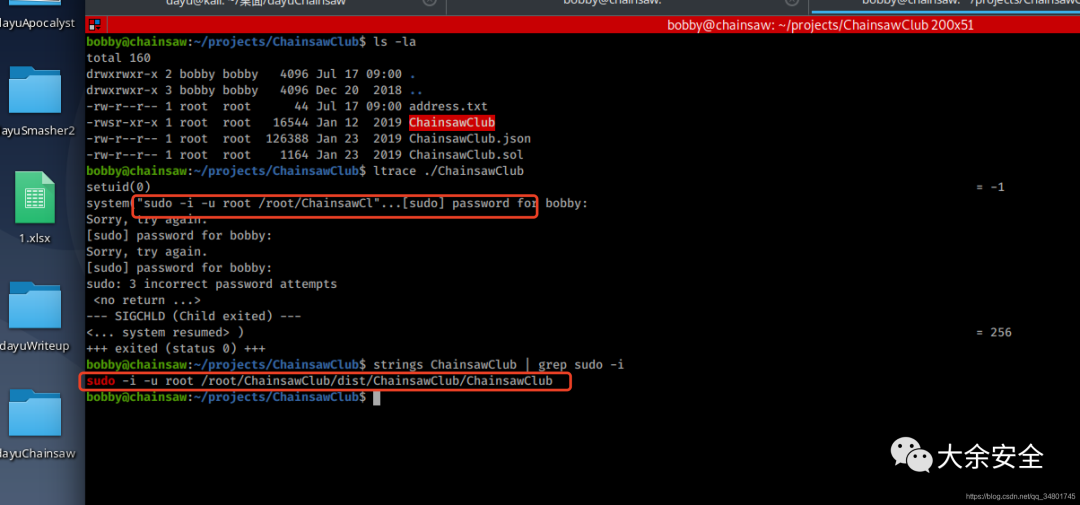 dayu@kali: ~/桌面/dayuChainsaw
bobby@chainsaw:
bobby@chainsaw: ~/projects/ChainsawClub
bobby@chainsaw: ~/projects/ChainsawClub 200x51
dayuApocalyst
ayuSmasher2
1.xlsx
dayuWriteup
dayuChainsaw
bobby@chainsaw:~/projects/ChainsawClub$ ls -la
total 160
drwxrwxr-x 2 bobby bobby   4096 Jul 17 09:00 .
drwxrwxr-x 3 bobby bobby   4096 Dec 20  2018 ..
-rw-r--r-- 1 root  root      44 Jul 17 09:00 address.txt
-rwsr-xr-x 1 root  root   16544 Jan 12  2019 ChainsawClub
-rw-r--r-- 1 root  root  126388 Jan 23  2019 ChainsawClub.json
-rw-r--r-- 1 root  root    1164 Jan 23  2019 ChainsawClub.sol
bobby@chainsaw:~/projects/ChainsawClub$ ltrace ./ChainsawClub
setuid(0) = -1
system("sudo -i -u root /root/ChainsawCl"...[sudo] password for bobby:
Sorry, try again.
[sudo] password for bobby:
Sorry, try again.
[sudo] password for bobby:
sudo: 3 incorrect password attempts
<no return ...>
--- SIGCHLD (Child exited) ---
<... system resumed> ) = 256
+++ exited (status 0) +++
bobby@chainsaw:~/projects/ChainsawClub$ strings ChainsawClub | grep sudo -i
sudo -i -u root /root/ChainsawClub/dist/ChainsawClub/ChainsawClub
bobby@chainsaw:~/projects/ChainsawClub$
大余安全
https://blog.csdn.net/qq_34801745